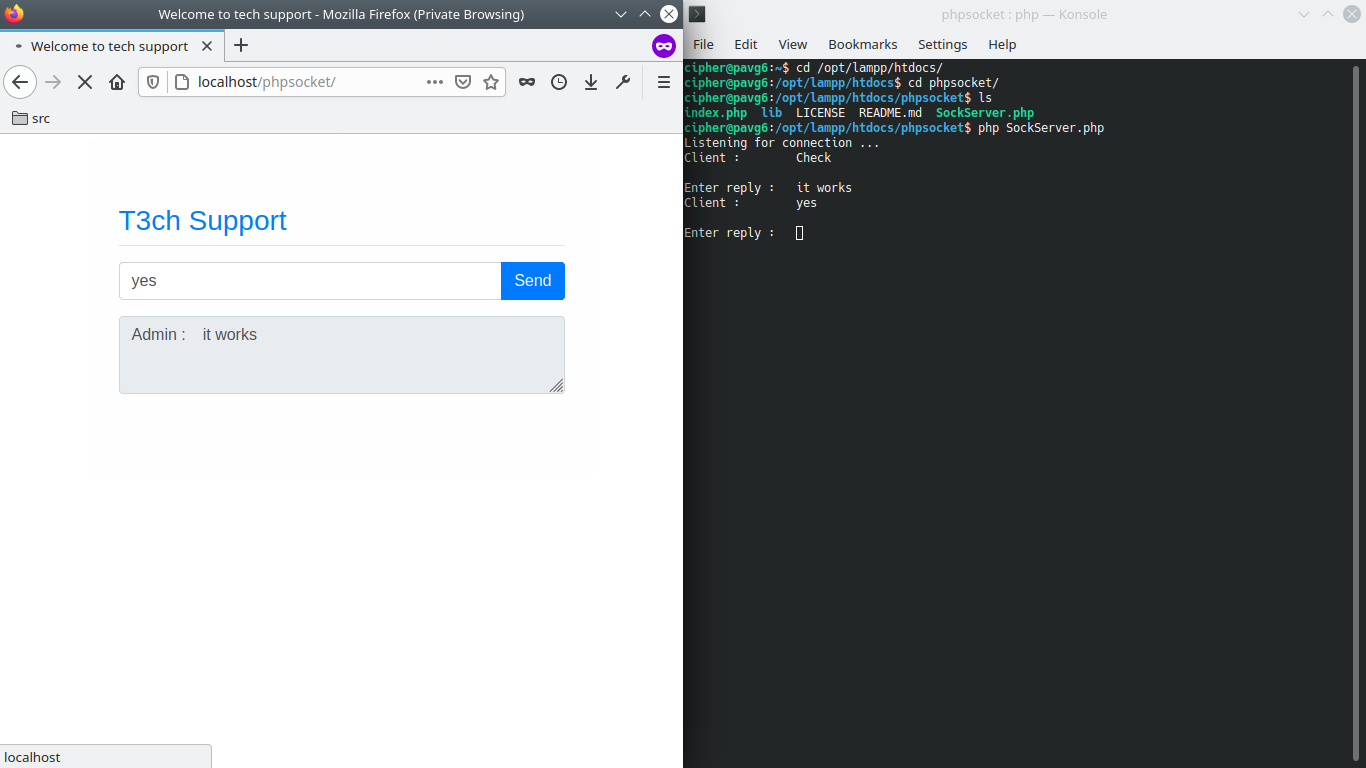 Welcome to tech support - Mozilla Firefox (Private Browsing)
Welcome to tech support
localhost/phpsocket/
src
T3ch Support
yes
Send
Admin : it works
localhost
phpsocket : php — Konsole
File Edit View Bookmarks Settings Help
cipher@pavg6:~$ cd /opt/lampp/htdocs/
cipher@pavg6:/opt/lampp/htdocs$ cd phpsocket/
cipher@pavg6:/opt/lampp/htdocs/phpsocket$ ls
index.php lib LICENSE README.md SockServer.php
cipher@pavg6:/opt/lampp/htdocs/phpsocket$ php SockServer.php
Listening for connection ...
Client : Check
Enter reply : it works
Client : yes
Enter reply :